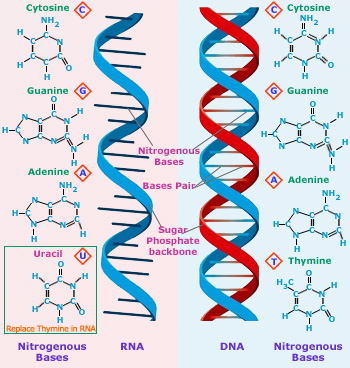 Cytosine
C
NH2
Guanine
G
Adenine
A
NH2
Uracil
U
Replace Thymine in RNA
Nitrogenous
Bases
RNA
Nitrogenous
Bases
Bases Pair
Sugar
Phosphate
backbone
C
Cytosine
NH2
G
Guanine
A
Adenine
NH2
T
Thymine
H3C
DNA
Nitrogenous
Bases